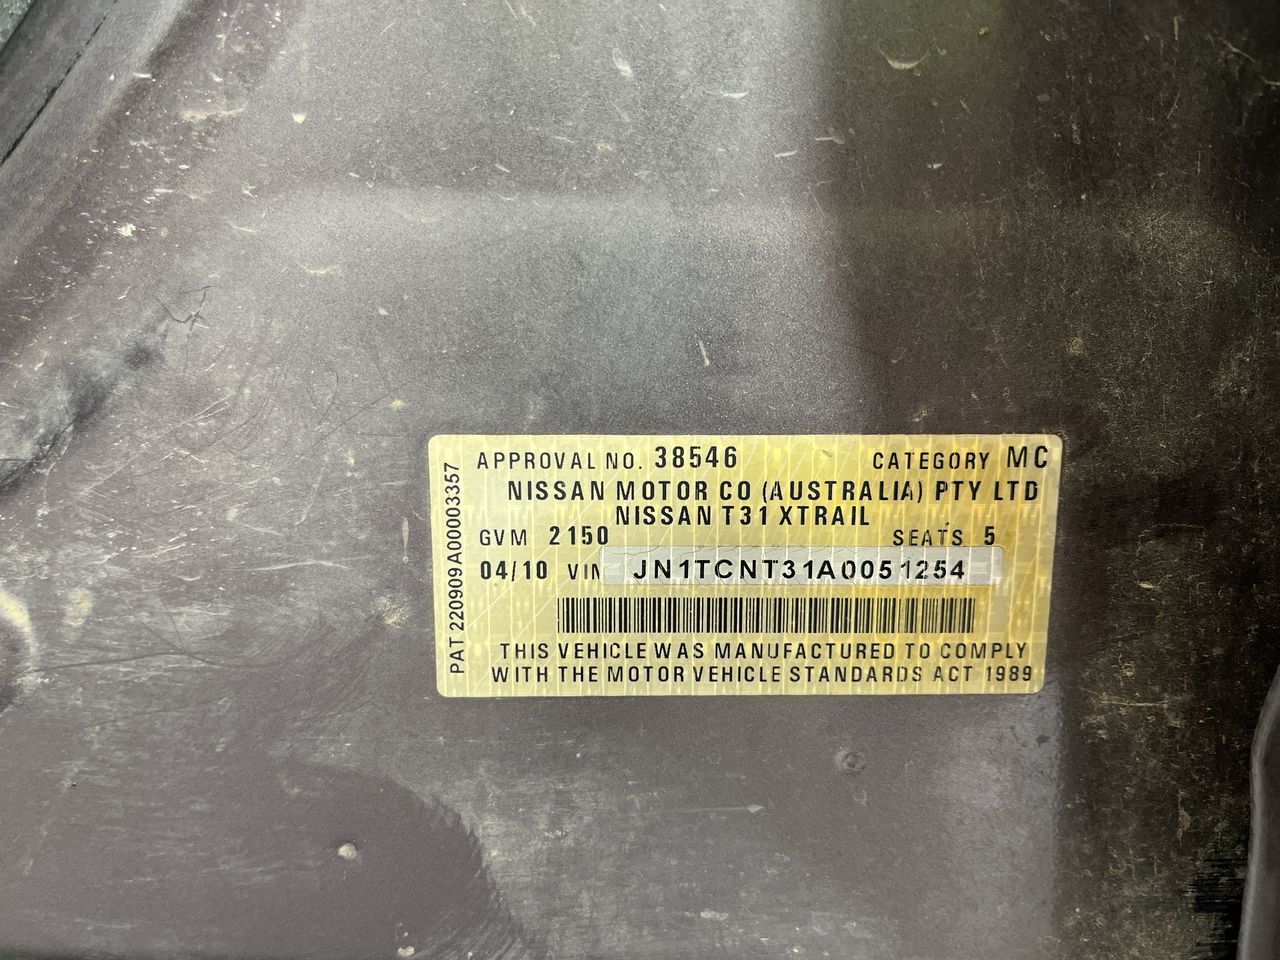 APPROVAL NO. 38546 CATEGORY MC
NISSAN MOTOR CO (AUSTRALIA) PTY LTD
NISSAN T31 XTRAIL
GVM 2150 SEATS 5
04/10 VIN JN1TCNT31A0051254
THIS VEHICLE WAS MANUFACTURED TO COMPLY
WITH THE MOTOR VEHICLE STANDARDS ACT 1989
PAT 220909A00003357